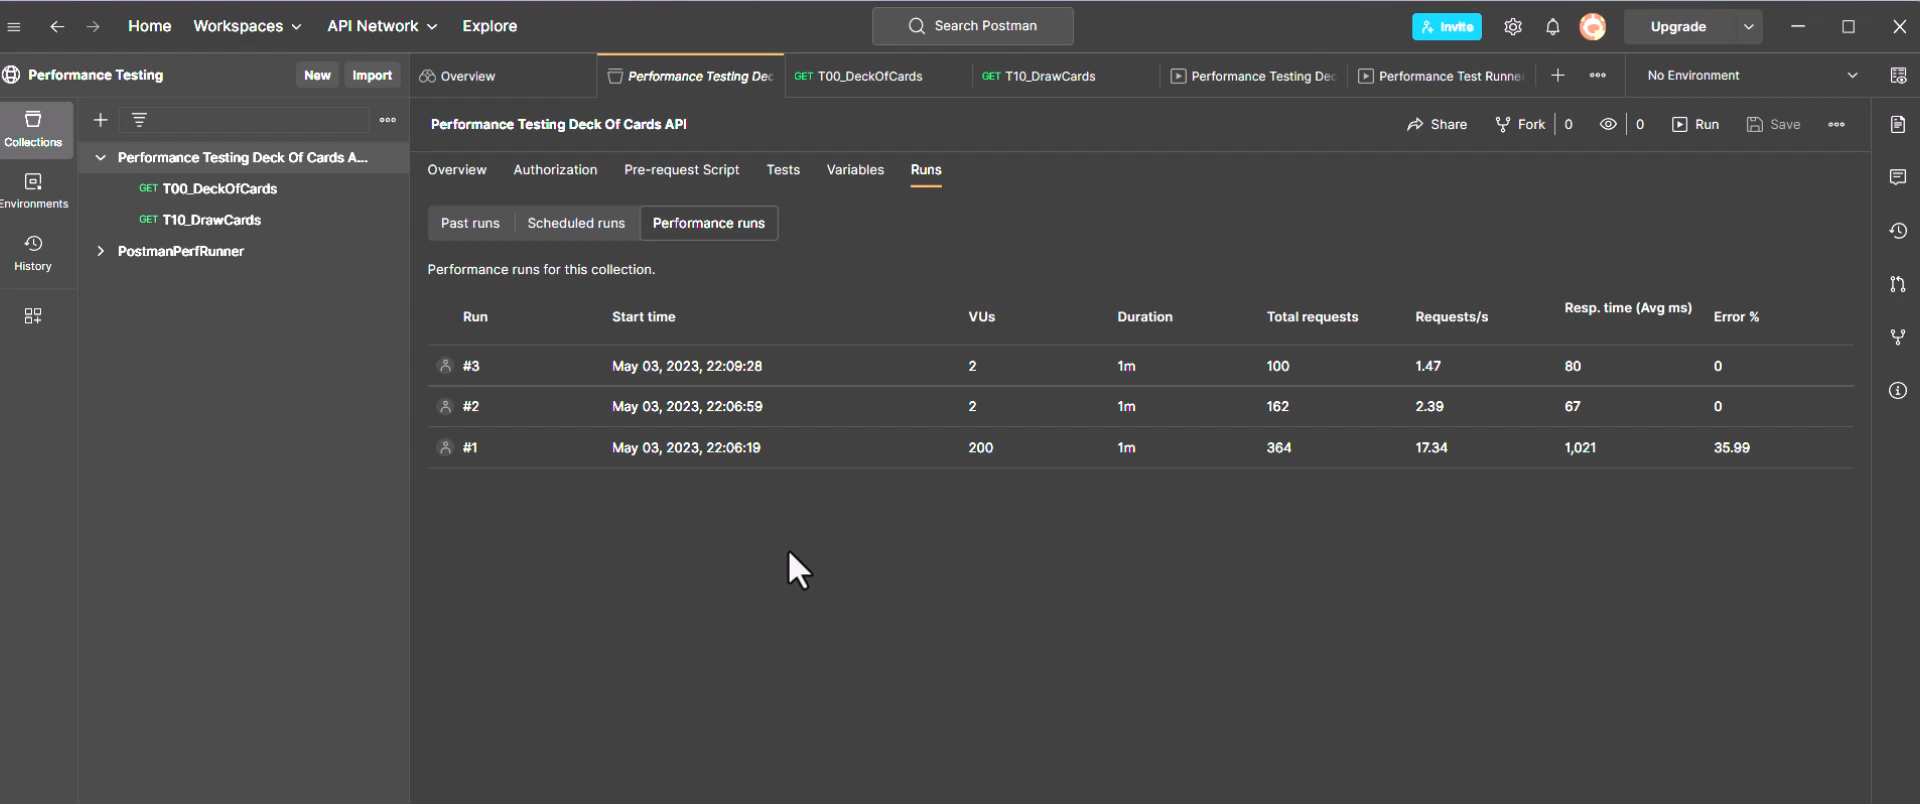 Home Workspaces API Network Explore Search Postman Invite Upgrade
Performance Testing New Import Overview Performance Testing Dec GET T00_DeckOfCards GET T10_DrawCards Performance Testing De Performance Test Runne No Environment
Collections
Environments
History
Performance Testing Deck Of Cards A...
GET T00_DeckOfCards
GET T10_DrawCards
PostmanPerfRunner
Performance Testing Deck Of Cards API Share Fork 0 0 Run Save
Overview Authorization Pre-request Script Tests Variables Runs
Past runs Scheduled runs Performance runs
Performance runs for this collection.
Run Start time VUs Duration Total requests Requests/s Resp. time (Avg ms) Error %
#3 May 03, 2023, 22:09:28 2 1m 100 1.47 80 0
#2 May 03, 2023, 22:06:59 2 1m 162 2.39 67 0
#1 May 03, 2023, 22:06:19 200 1m 364 17.34 1,021 35.99